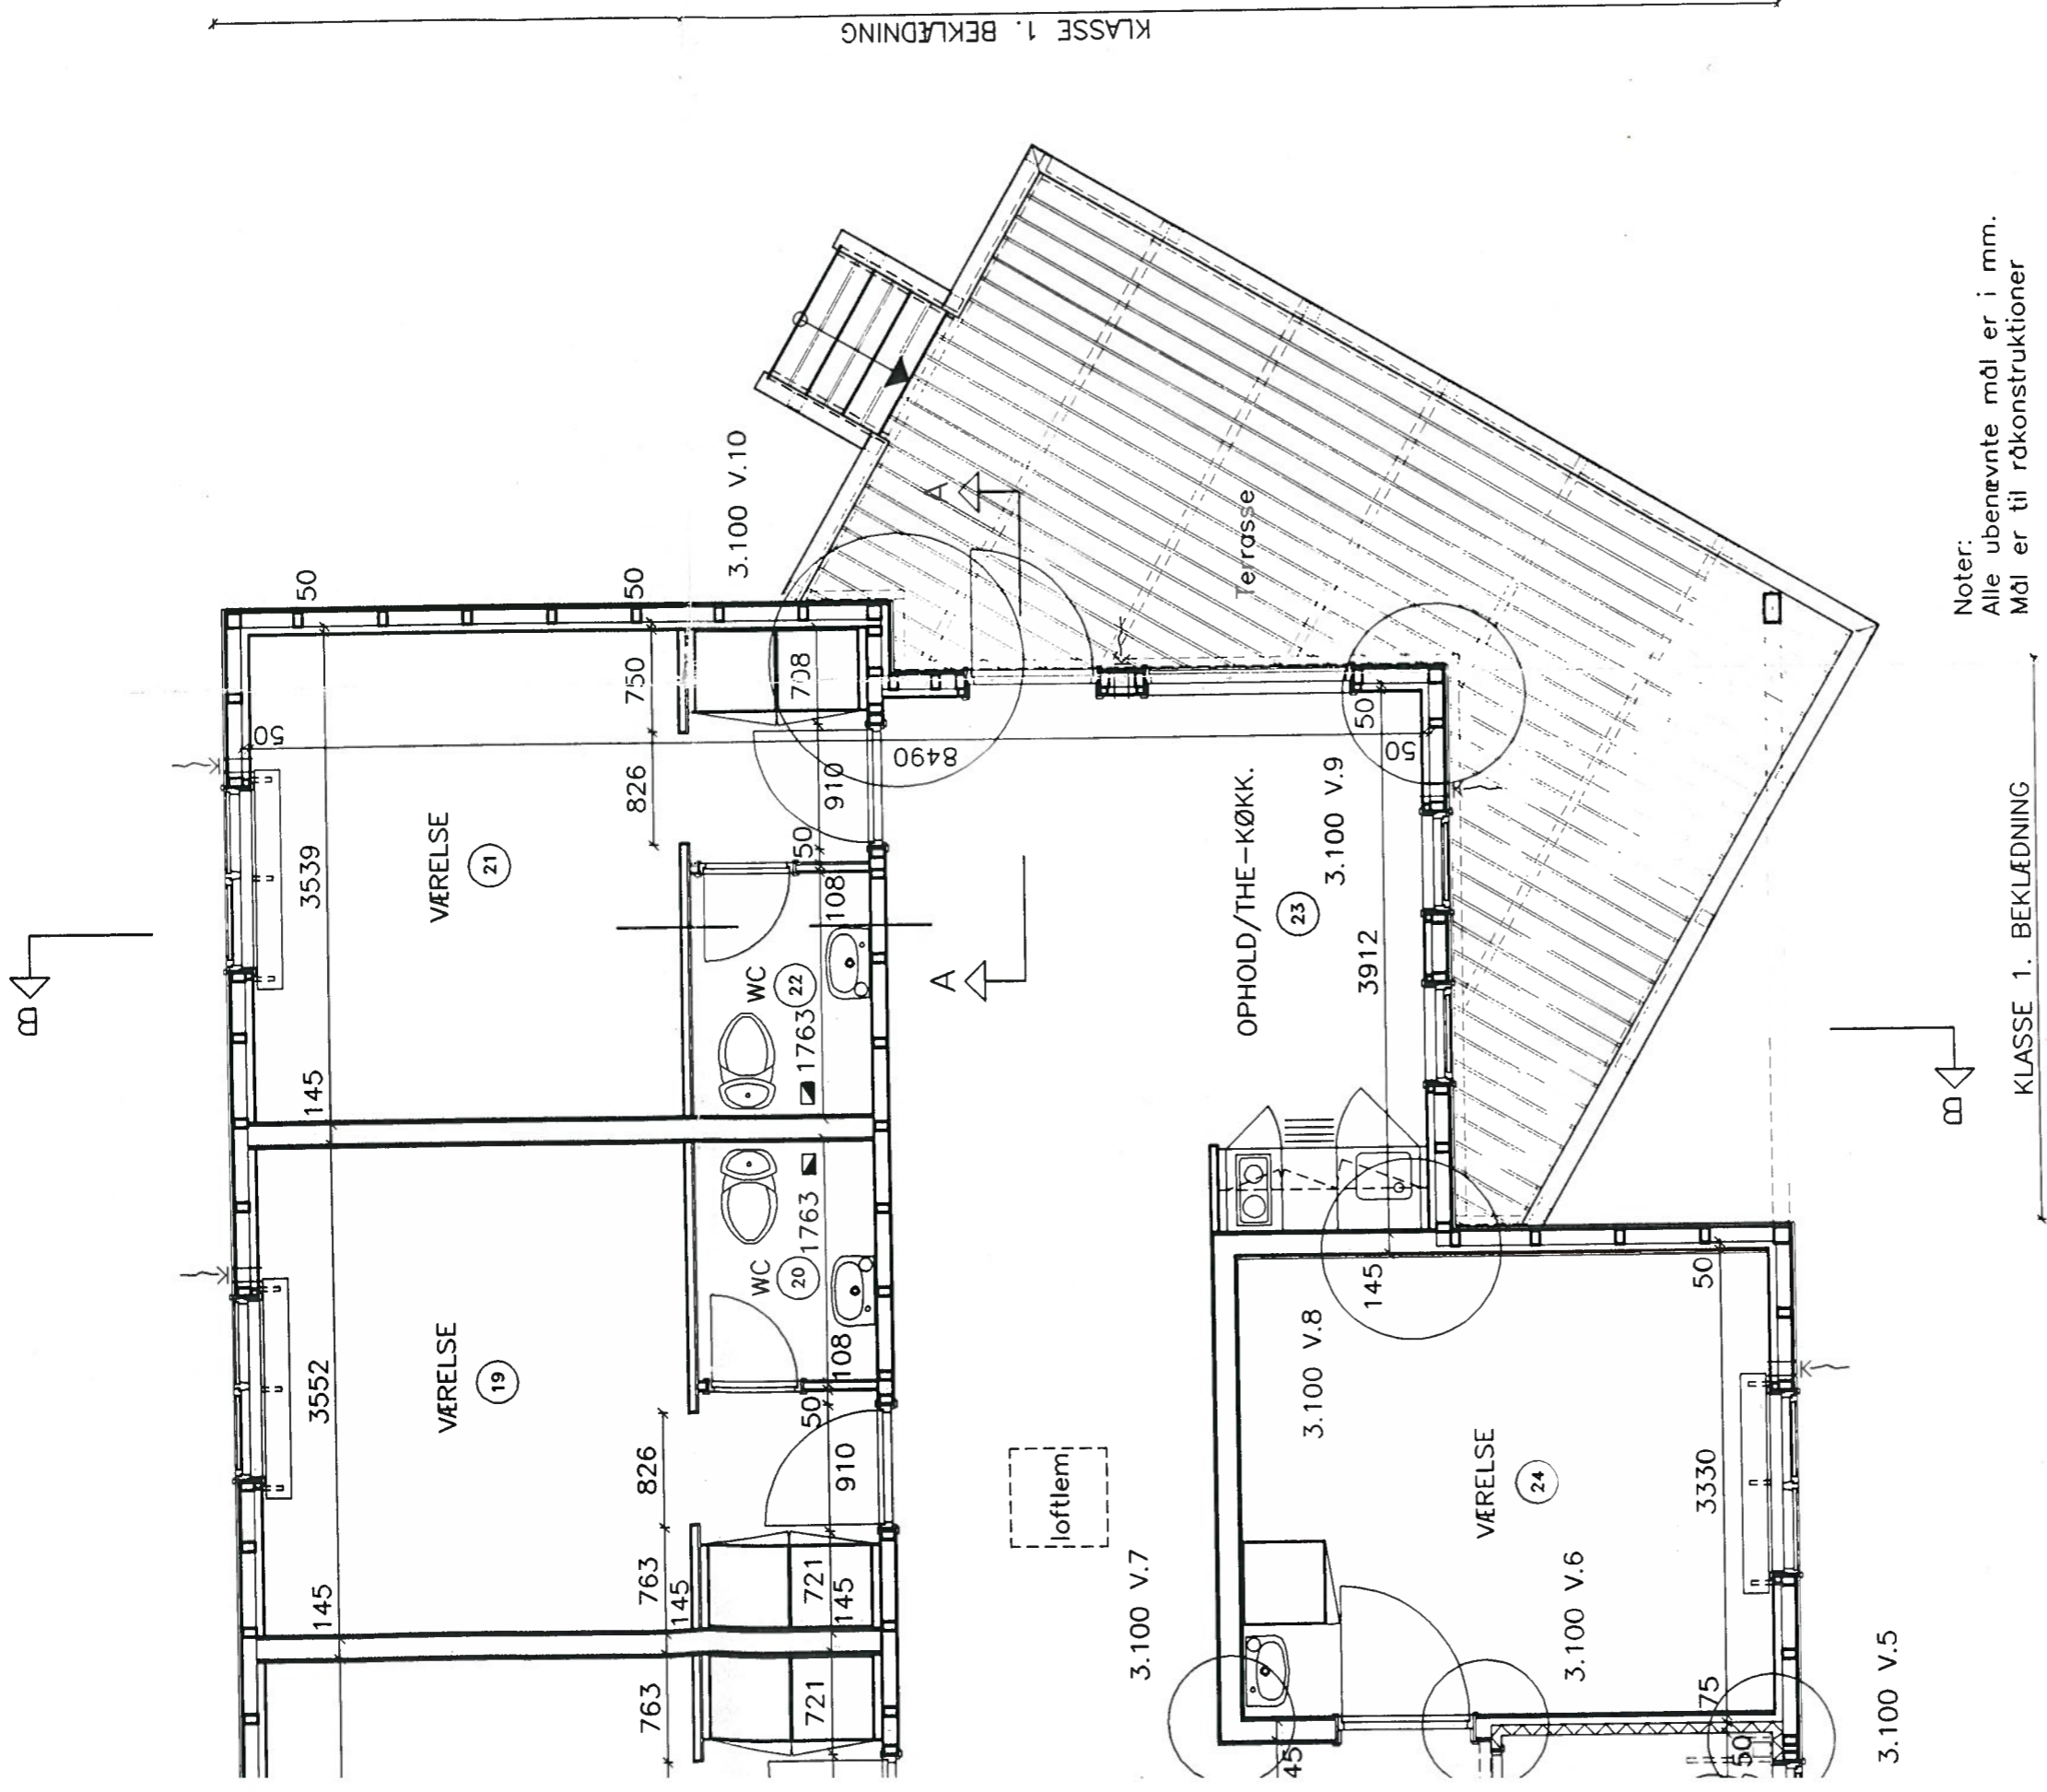 KLASSE 1. BEKLÆDNING
B
50
50
3.100 V.10
50
750
708
826
910
50
108
8490
3539
VÆRELSE
21
WC
22
1763
145
A
A
Terrasse
50
50
3.100 V.9
OPHOLD/THE-KØKK.
23
3912
Noter:
Alle ubenævnte mål er i mm.
Mål er til råkonstruktioner
KLASSE 1. BEKLÆDNING
B
1763
WC
20
108
50
910
826
3552
VÆRELSE
19
145
763
145
721
145
763
721
loftlem
145
50
3.100 V.8
VÆRELSE
24
3330
3.100 V.7
3.100 V.6
75
50
45
3.100 V.5